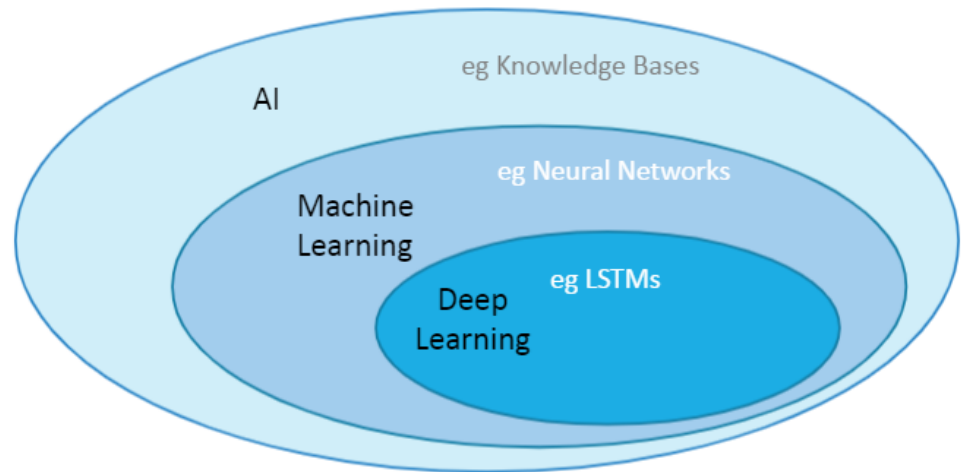 eg Knowledge Bases
AI
eg Neural Networks
Machine
Learning
eg LSTMs
Deep
Learning